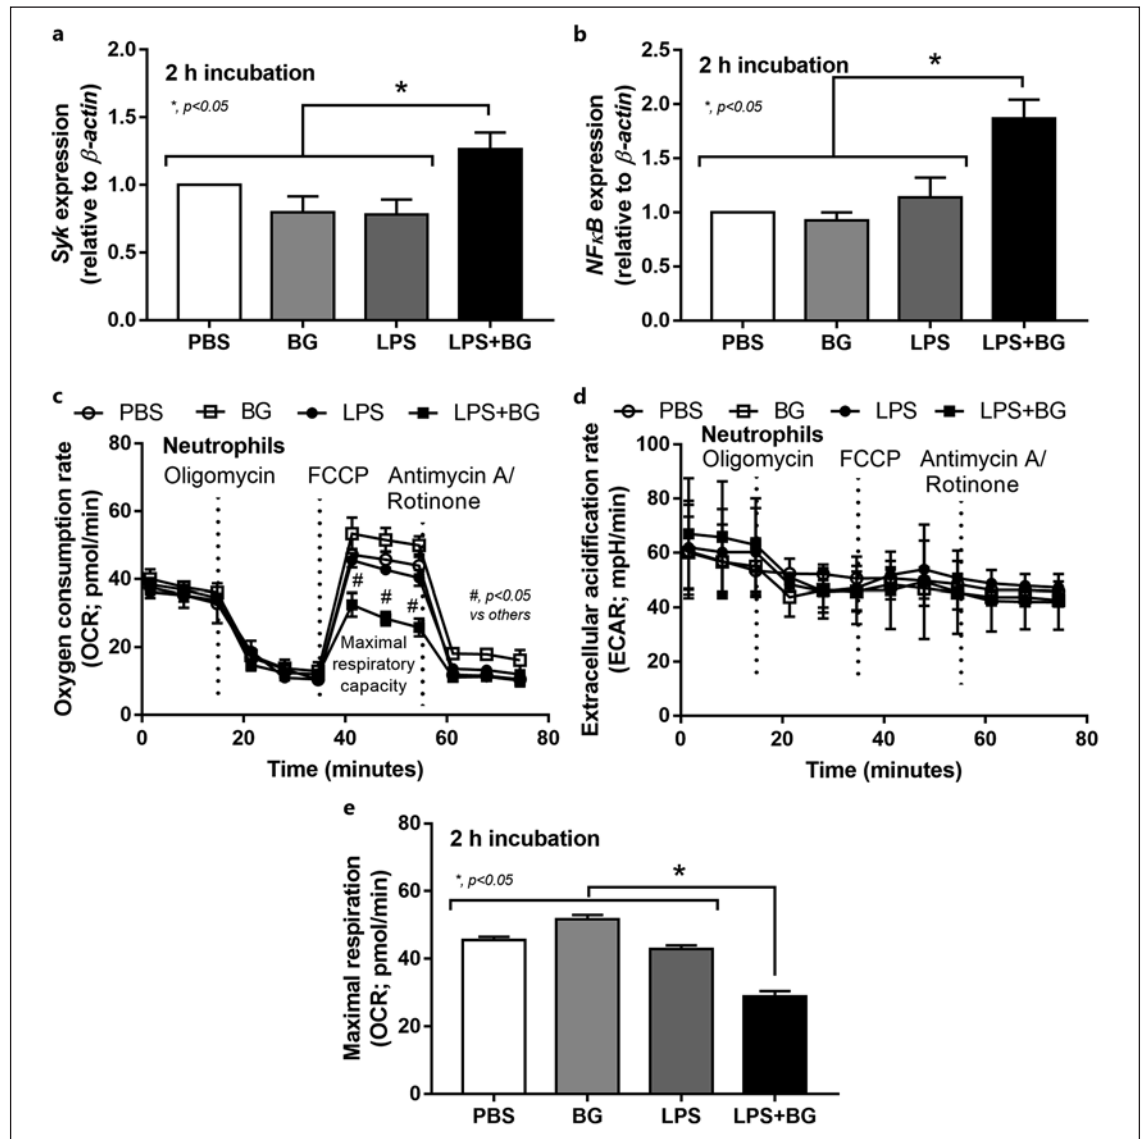 a
b
2 h incubation
*, p<0.05
*
Syk expression
(relative to β-actin)
2.0
1.5
1.0
0.5
0.0
PBS BG LPS LPS+BG
2 h incubation
*, p<0.05
*
NFκB expression
(relative to β-actin)
2.5
2.0
1.5
1.0
0.5
0.0
PBS BG LPS LPS+BG
c
PBS BG LPS LPS+BG
Neutrophils
Oligomycin FCCP Antimycin A/
Rotinone
Oxygen consumption rate
(OCR; pmol/min)
80
60
40
20
0
#
#
#
#, p<0.05
vs others
Maximal
respiratory
capacity
0 20 40 60 80
Time (minutes)
d
PBS BG LPS LPS+BG
Neutrophils
Oligomycin FCCP Antimycin A/
Rotinone
Extracellular acidification rate
(ECAR; mpH/min)
100
80
60
40
20
0
0 20 40 60 80
Time (minutes)
e
2 h incubation
*, p<0.05
*
Maximal respiration
(OCR; pmol/min)
80
60
40
20
0
PBS BG LPS LPS+BG